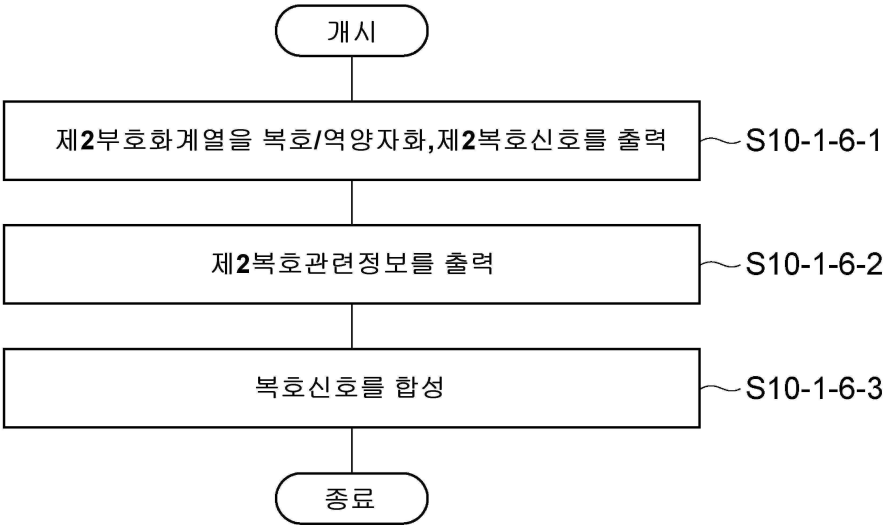 개시
제2부호화계열을 복호/역양자화,제2복호신호를 출력
S10-1-6-1
제2복호관련정보를 출력
S10-1-6-2
복호신호를 합성
S10-1-6-3
종료